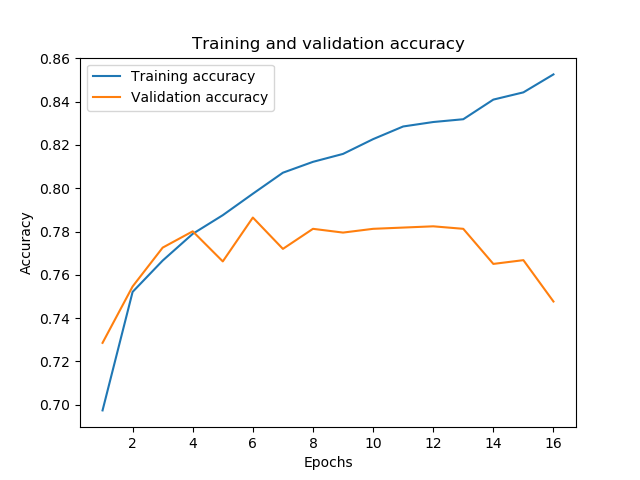 Training and validation accuracy
Training accuracy
Validation accuracy
0.86
0.84
0.82
0.80
0.78
0.76
0.74
0.72
0.70
Accuracy
2 4 6 8 10 12 14 16
Epochs